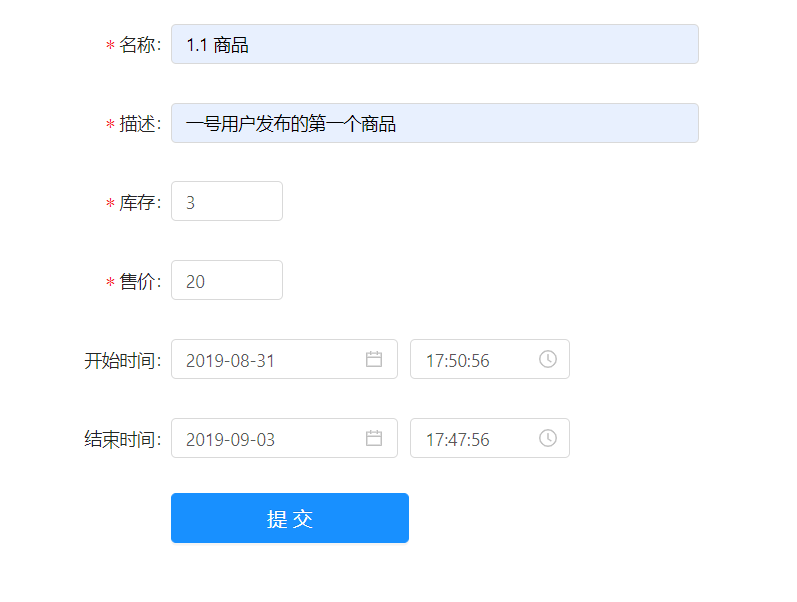 * 名称: 1.1 商品
* 描述: 一号用户发布的第一个商品
* 库存: 3
* 售价: 20
开始时间: 2019-08-31 17:50:56
结束时间: 2019-09-03 17:47:56
提 交